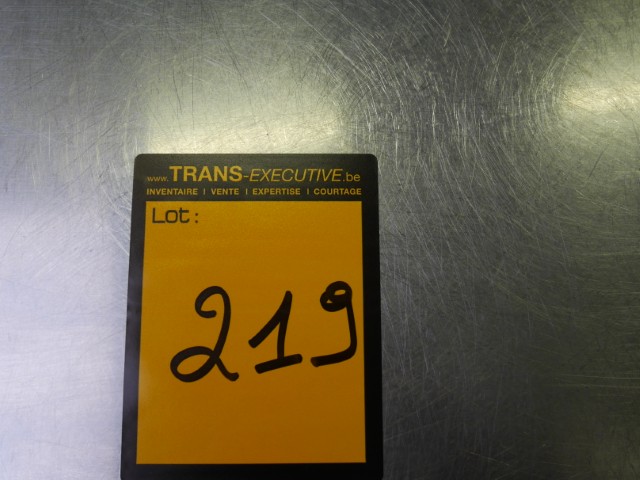 www.TRANS-EXECUTIVE.be
INVENTAIRE | VENTE | EXPERTISE | COURTAGE
Lot:
219